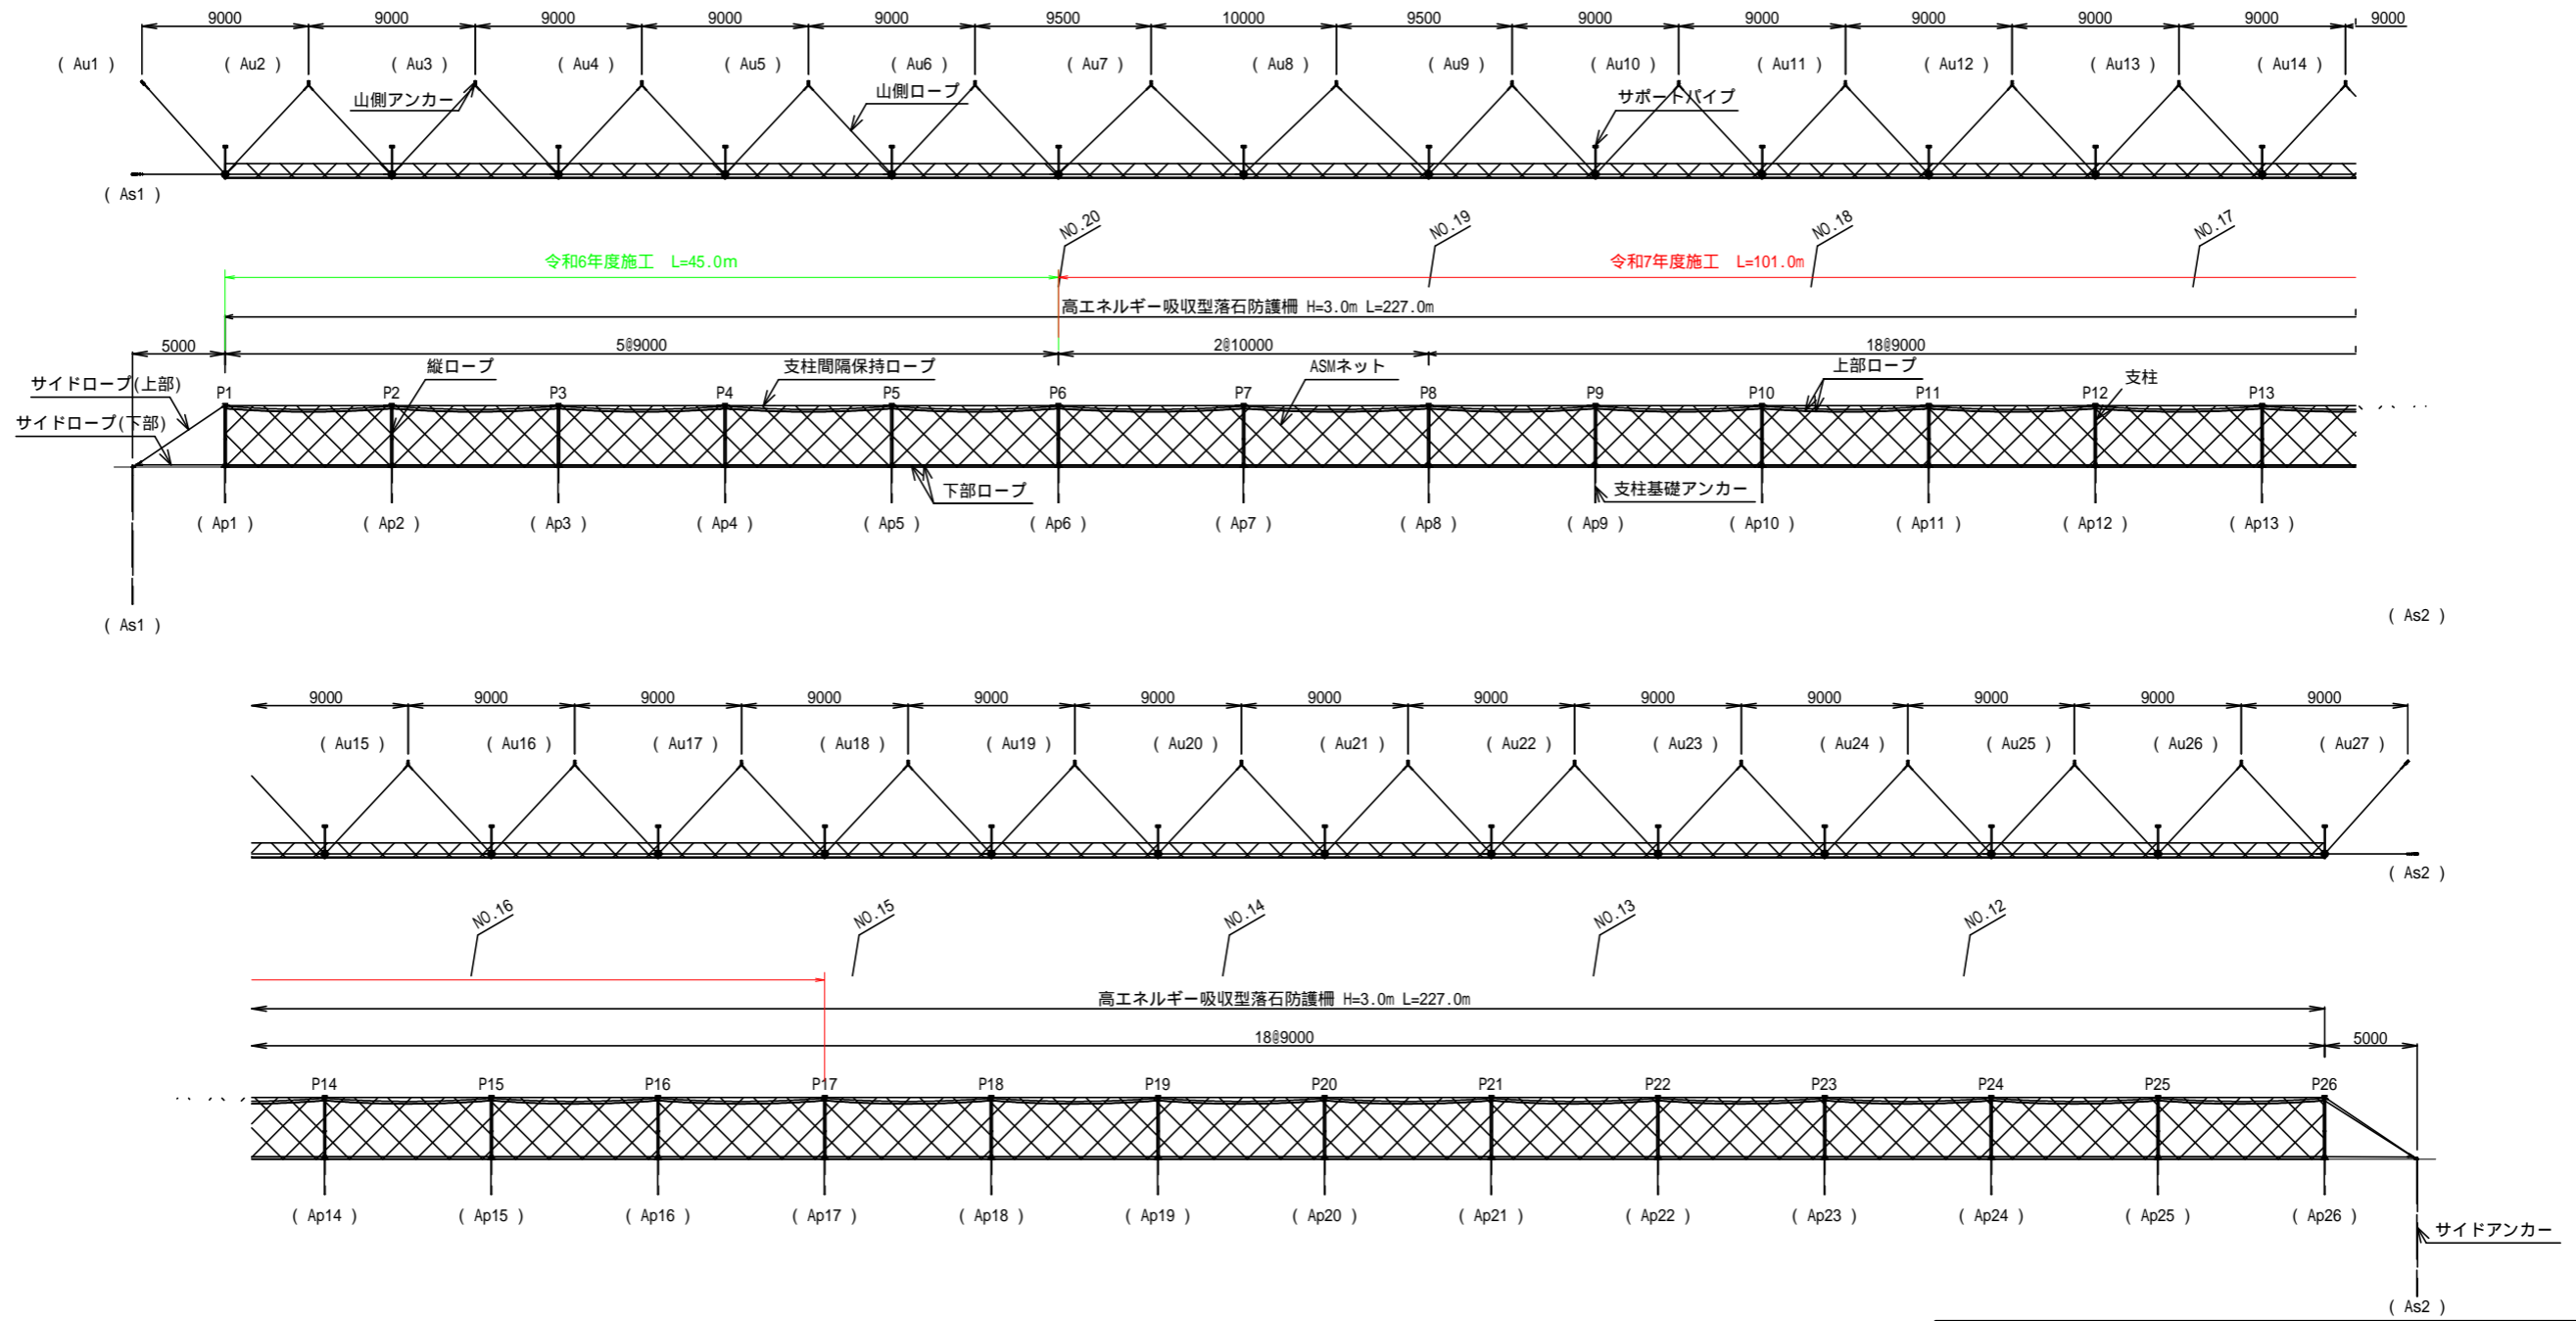 9000 9000 9000 9000 9000 9500 10000 9500 9000 9000 9000 9000 9000 9000
( Au1 ) ( Au2 ) ( Au3 ) ( Au4 ) ( Au5 ) ( Au6 ) ( Au7 ) ( Au8 ) ( Au9 ) ( Au10 ) ( Au11 ) ( Au12 ) ( Au13 ) ( Au14 )
山側アンカー 山側ロープ サポートパイプ
( As1 )
NO.20 NO.19 NO.18 NO.17
令和6年度施工 L=45.0m 令和7年度施工 L=101.0m
高エネルギー吸収型落石防護柵 H=3.0m L=227.0m
5000 5@9000 2@10000 18@9000
サイドロープ(上部) 縦ロープ 支柱間隔保持ロープ ASMネット 上部ロープ 支柱
P1 P2 P3 P4 P5 P6 P7 P8 P9 P10 P11 P12 P13
サイドロープ(下部)
下部ロープ 支柱基礎アンカー
( Ap1 ) ( Ap2 ) ( Ap3 ) ( Ap4 ) ( Ap5 ) ( Ap6 ) ( Ap7 ) ( Ap8 ) ( Ap9 ) ( Ap10 ) ( Ap11 ) ( Ap12 ) ( Ap13 )
( As1 ) ( As2 )
9000 9000 9000 9000 9000 9000 9000 9000 9000 9000 9000 9000 9000
( Au15 ) ( Au16 ) ( Au17 ) ( Au18 ) ( Au19 ) ( Au20 ) ( Au21 ) ( Au22 ) ( Au23 ) ( Au24 ) ( Au25 ) ( Au26 ) ( Au27 )
( As2 )
NO.16 NO.15 NO.14 NO.13 NO.12
高エネルギー吸収型落石防護柵 H=3.0m L=227.0m
18@9000 5000
P14 P15 P16 P17 P18 P19 P20 P21 P22 P23 P24 P25 P26
( Ap14 ) ( Ap15 ) ( Ap16 ) ( Ap17 ) ( Ap18 ) ( Ap19 ) ( Ap20 ) ( Ap21 ) ( Ap22 ) ( Ap23 ) ( Ap24 ) ( Ap25 ) ( Ap26 )
サイドアンカー
( As2 )